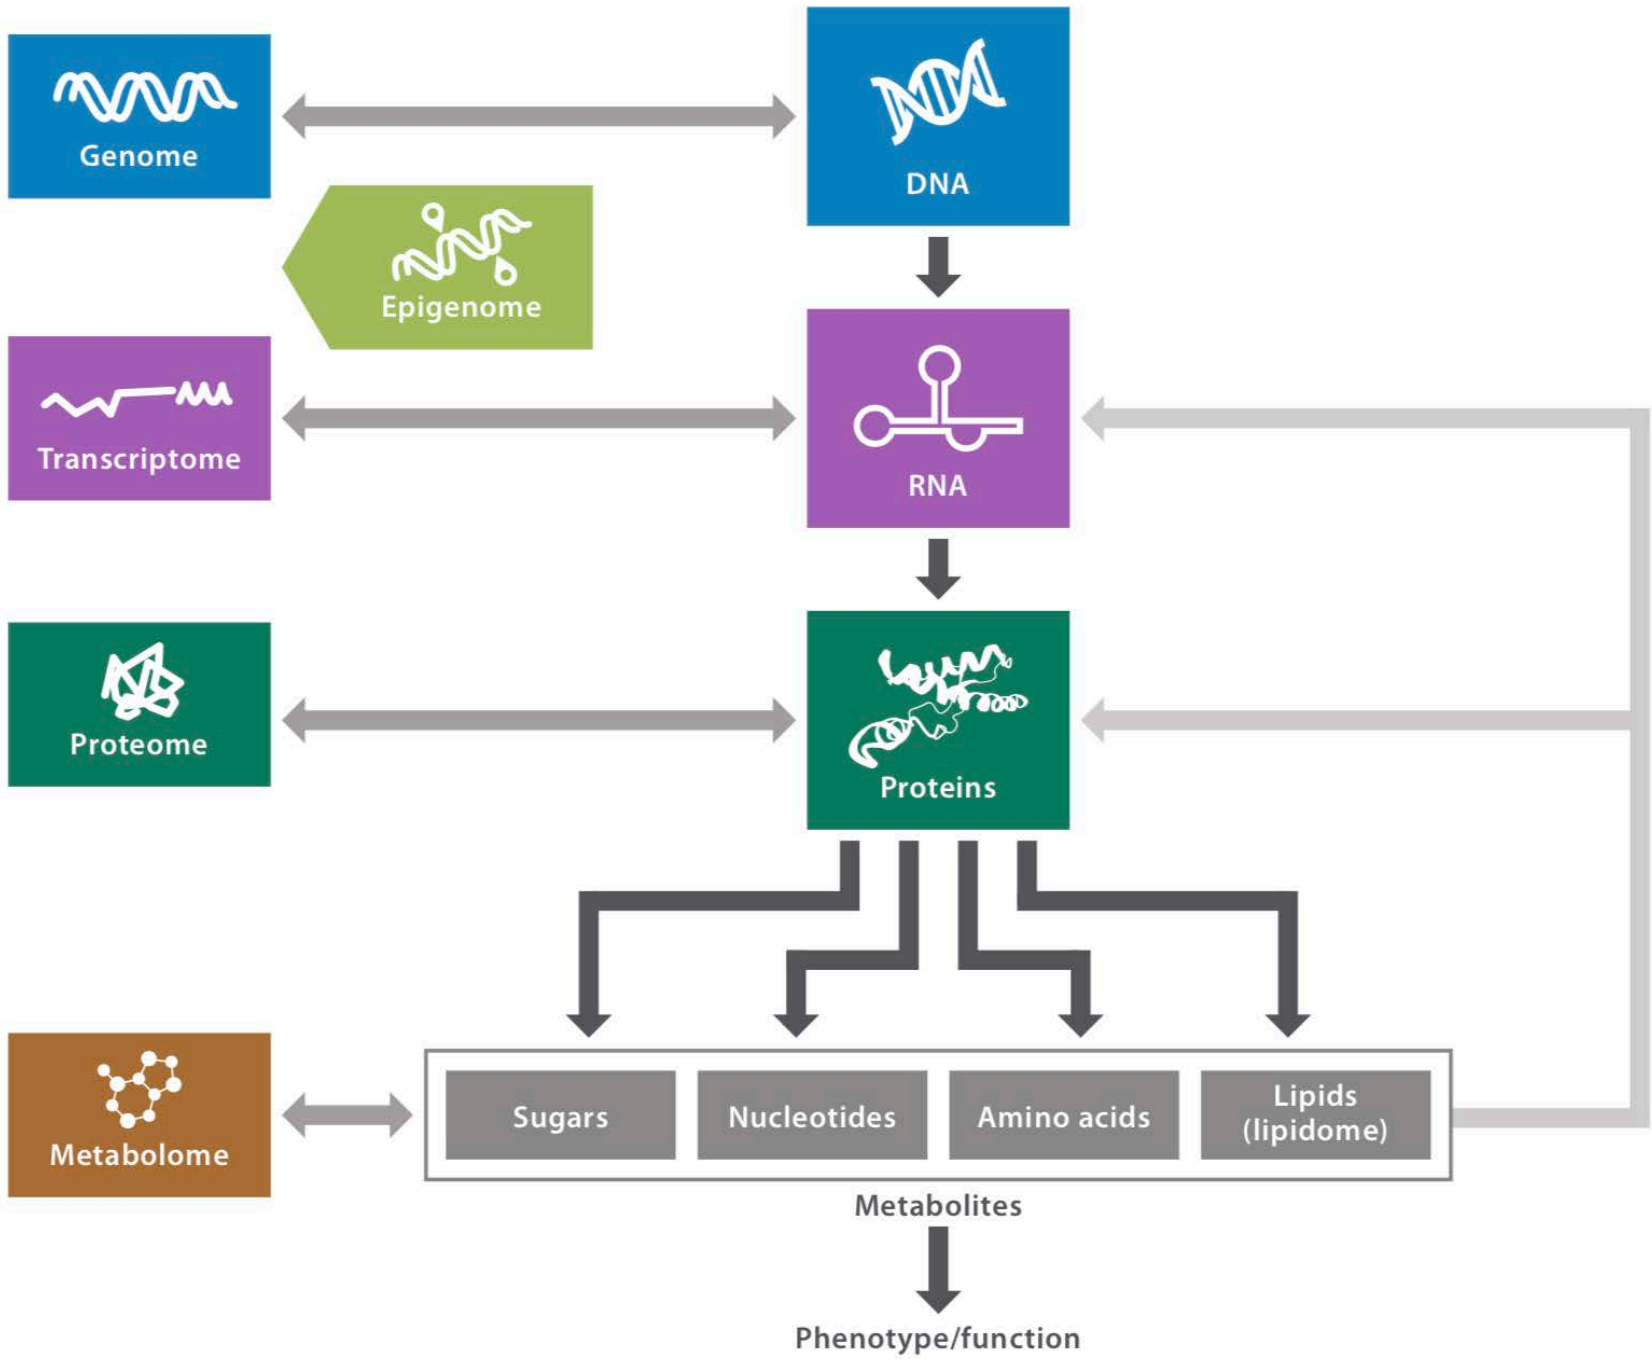 Genome
DNA
Epigenome
Transcriptome
RNA
Proteome
Proteins
Metabolome
Sugars
Nucleotides
Amino acids
Lipids
(lipidome)
Metabolites
Phenotype/function